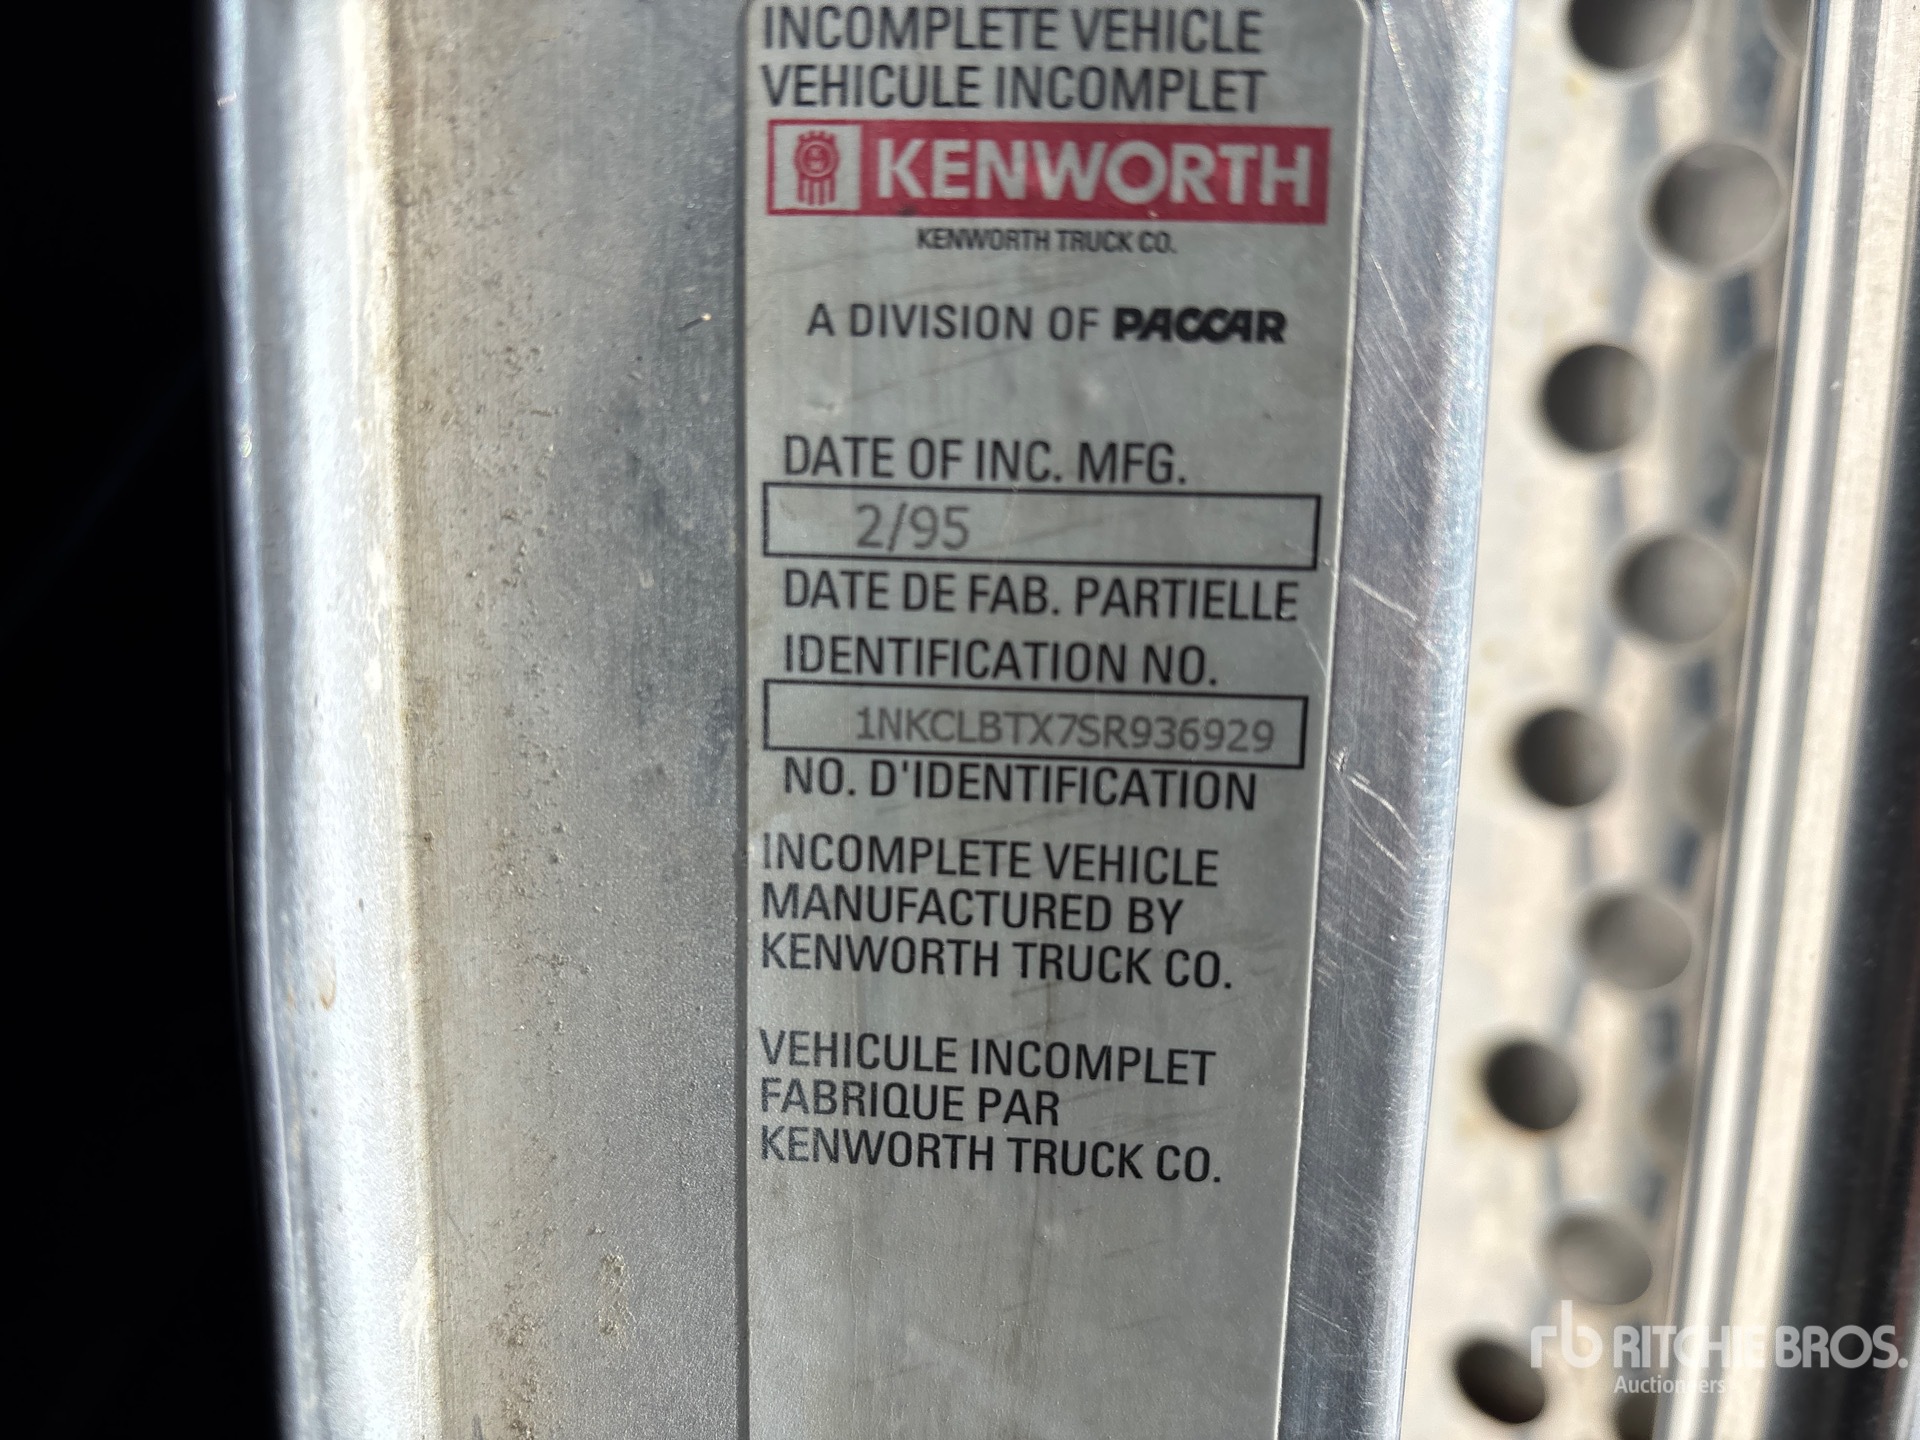 INCOMPLETE VEHICLE
VEHICULE INCOMPLET
KENWORTH
KENWORTH TRUCK CO.
A DIVISION OF PACCAR
DATE OF INC. MFG.
2/95
DATE DE FAB. PARTIELLE
IDENTIFICATION NO.
1NKCLBTX7SR936929
NO. D'IDENTIFICATION
INCOMPLETE VEHICLE
MANUFACTURED BY
KENWORTH TRUCK CO.
VEHICULE INCOMPLET
FABRIQUE PAR
KENWORTH TRUCK CO.
rb RITCHIE BROS.
Auctioneers